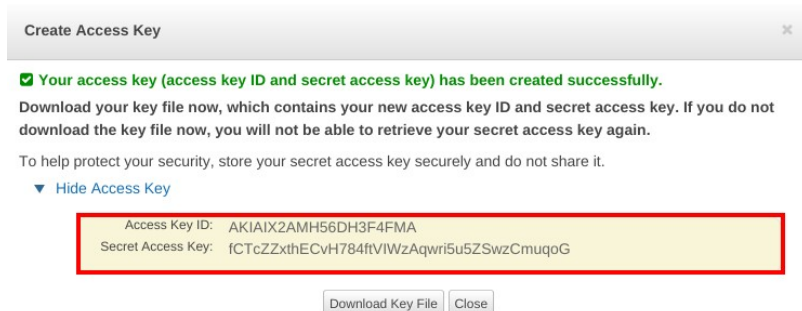 Create Access Key
Your access key (access key ID and secret access key) has been created successfully.
Download your key file now, which contains your new access key ID and secret access key. If you do not
download the key file now, you will not be able to retrieve your secret access key again.
To help protect your security, store your secret access key securely and do not share it.
Hide Access Key
Access Key ID: AKIAIX2AMH56DH3F4FMA
Secret Access Key: fCTcZZxthECvH784ftVIWzAqwri5u5ZSwzCmuqoG
Download Key File Close